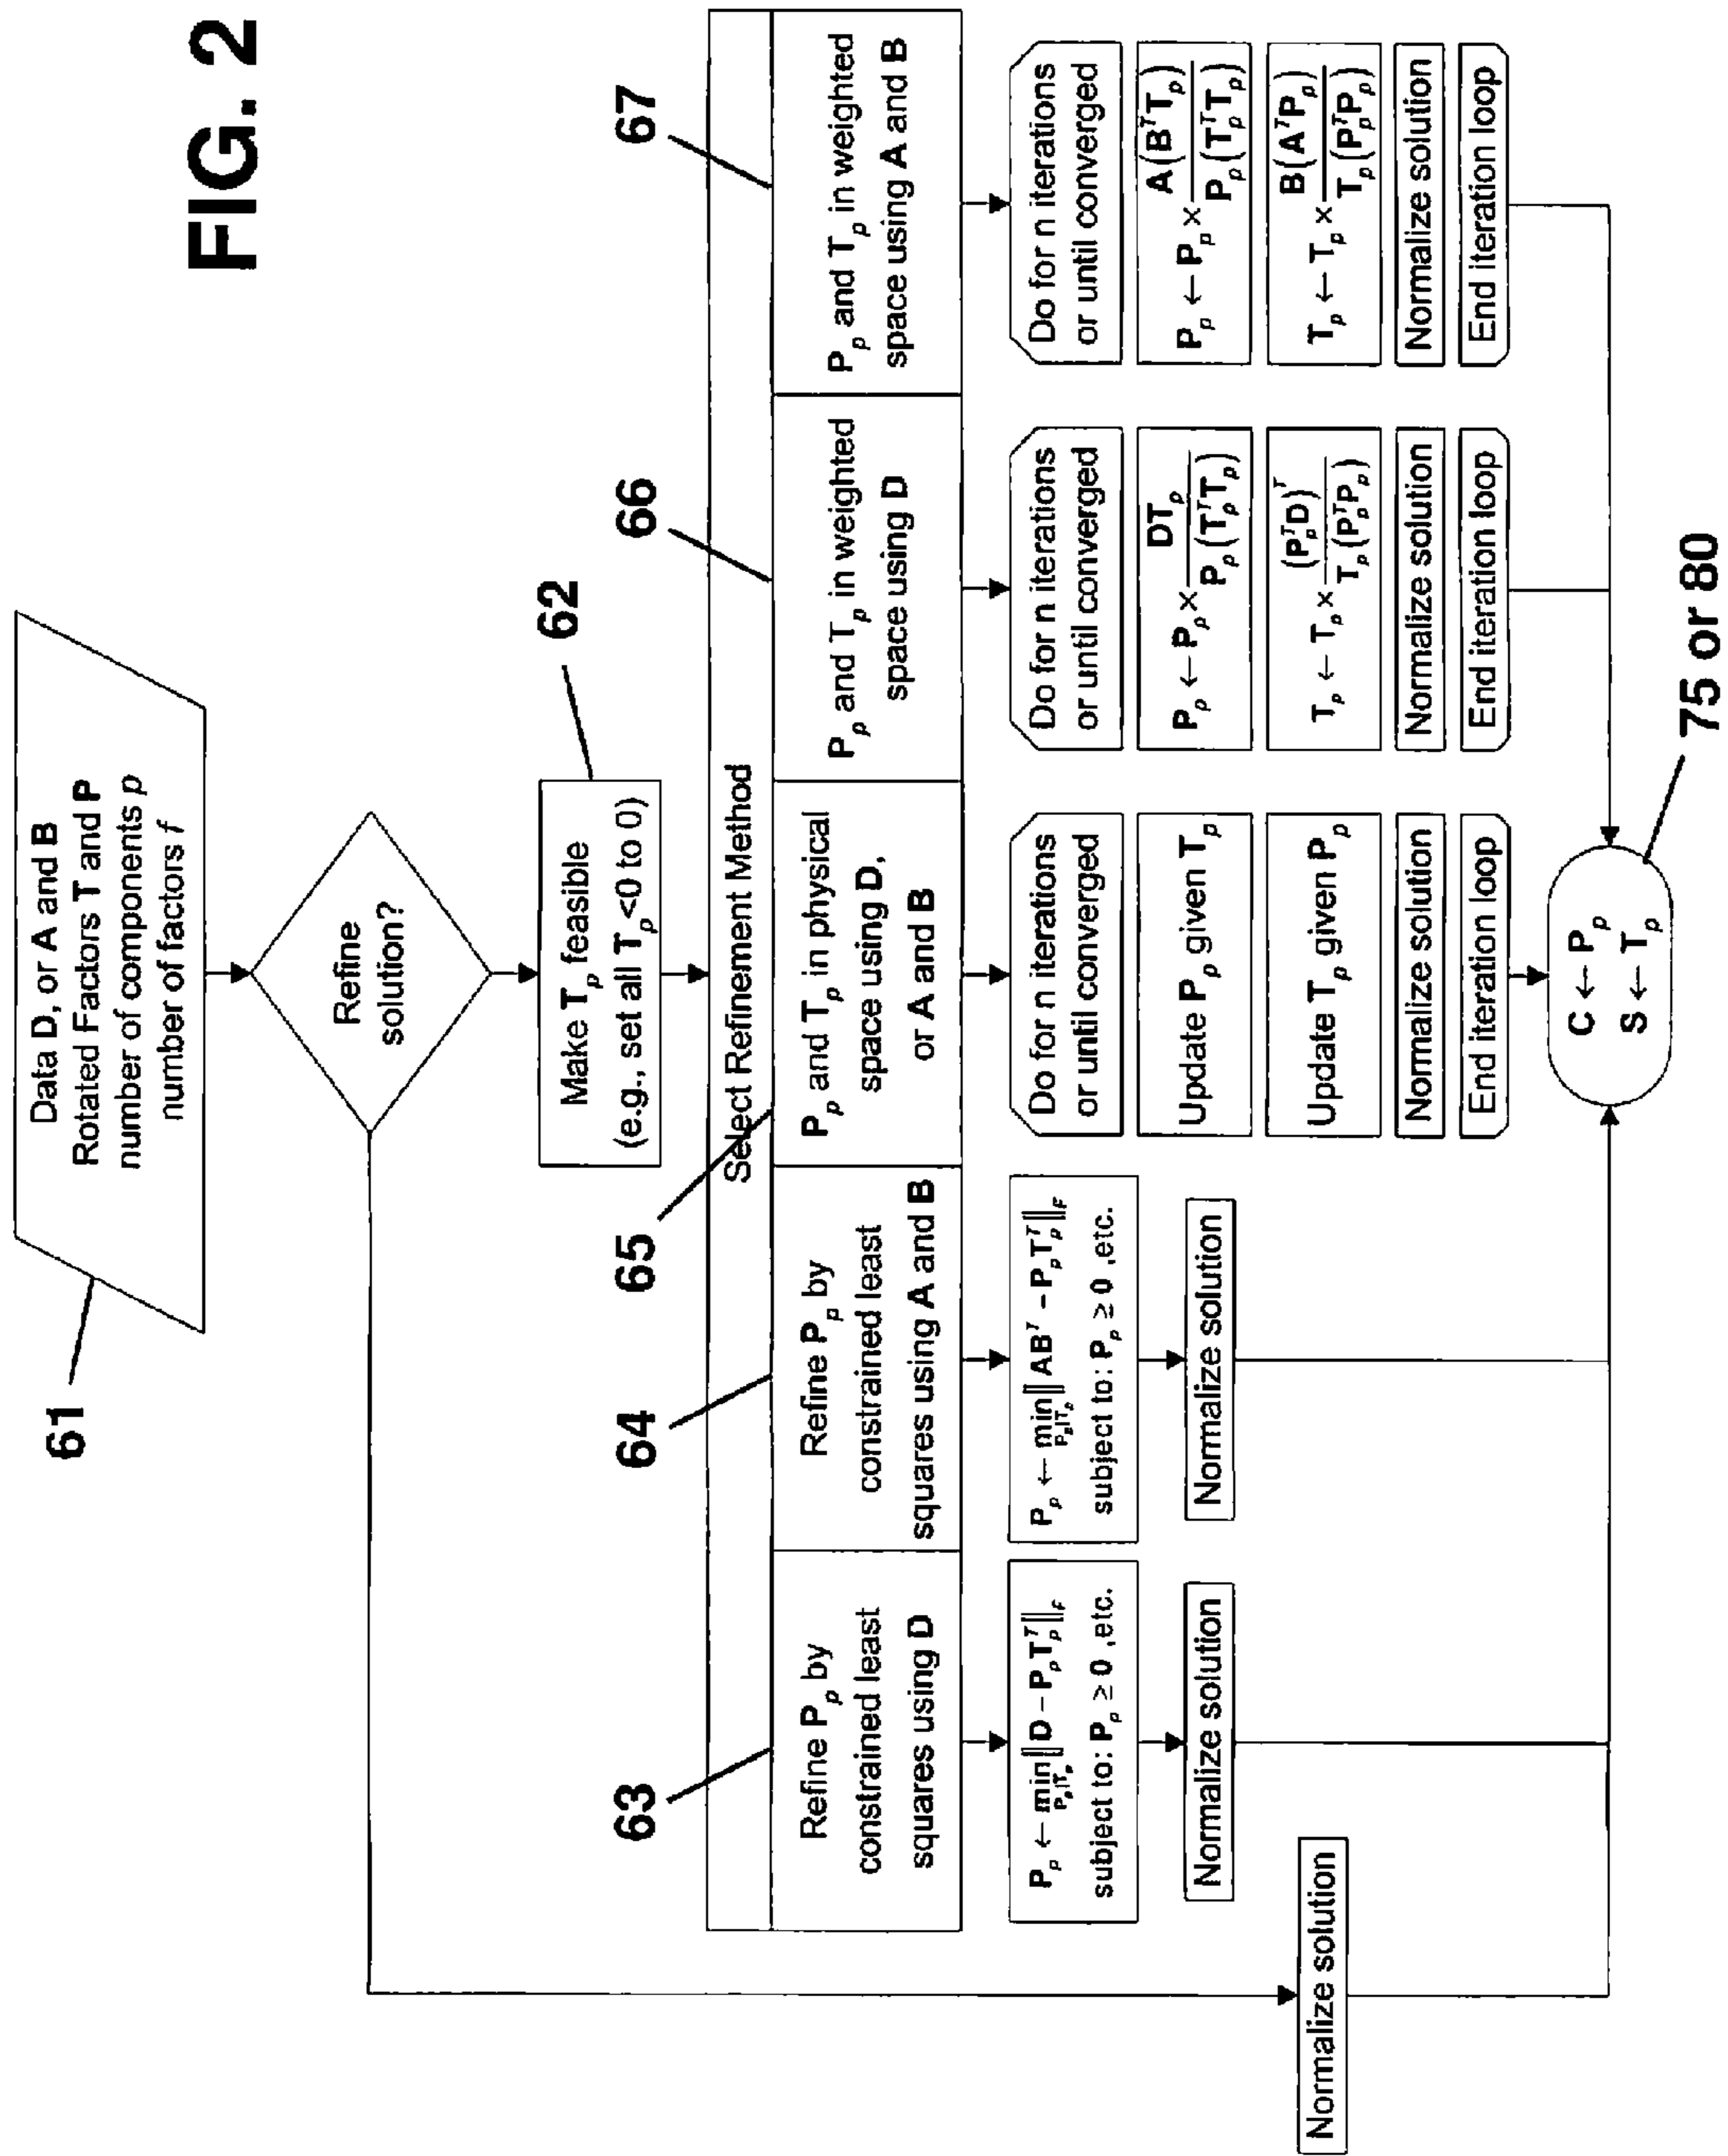 FIG. 2
61
Data D, or A and B
Rotated Factors T and P
number of components p
number of factors f
Refine
solution?
62
Make T_p feasible
(e.g., set all T_p <0 to 0)
Select Refinement Method
63
Refine P_p by
constrained least
squares using D
64
Refine P_p by
constrained least
squares using A and B
65
P_p and T_p in physical
space using D,
or A and B
66
P_p and T_p in weighted
space using D
67
P_p and T_p in weighted
space using A and B
P_p ← min_{P_p|T_p} ||D − P_p T_p^T||_F
subject to: P_p ≥ 0 ,etc.
Normalize solution
P_p ← min_{P_p|T_p} ||AB^T − P_p T_p^T||_F
subject to: P_p ≥ 0 ,etc.
Normalize solution
Do for n iterations
or until converged
Update P_p given T_p
Update T_p given P_p
Normalize solution
End iteration loop
Do for n iterations
or until converged
P_p ← P_p × DT_p / P_p(T_p^T T_p)
T_p ← T_p × (P_p^T D)^T / T_p(P_p^T P_p)
Normalize solution
End iteration loop
Do for n iterations
or until converged
P_p ← P_p × A(B^T T_p) / P_p(T_p^T T_p)
T_p ← T_p × B(A^T P_p) / T_p(P_p^T P_p)
Normalize solution
End iteration loop
Normalize solution
C ← P_p
S ← T_p
75 or 80